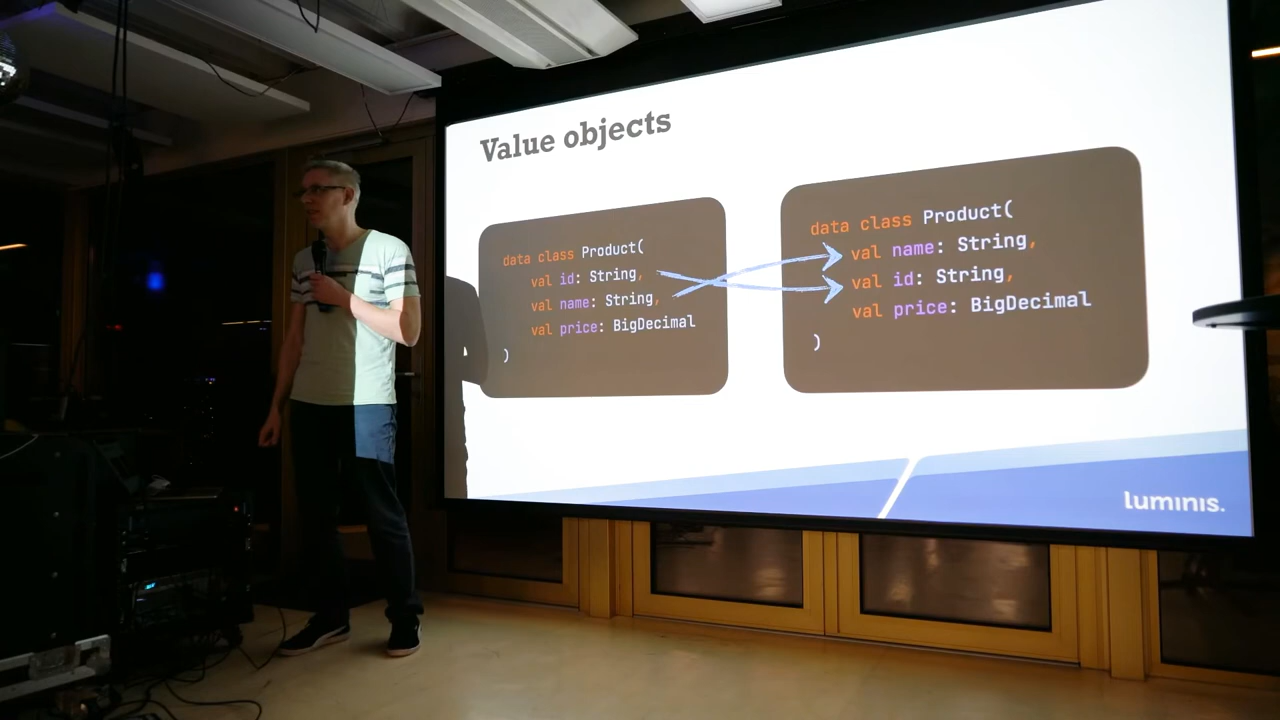 Value objects
data class Product(
val id: String,
val name: String,
val price: BigDecimal
)
data class Product(
val name: String,
val id: String,
val price: BigDecimal
)
luminis.